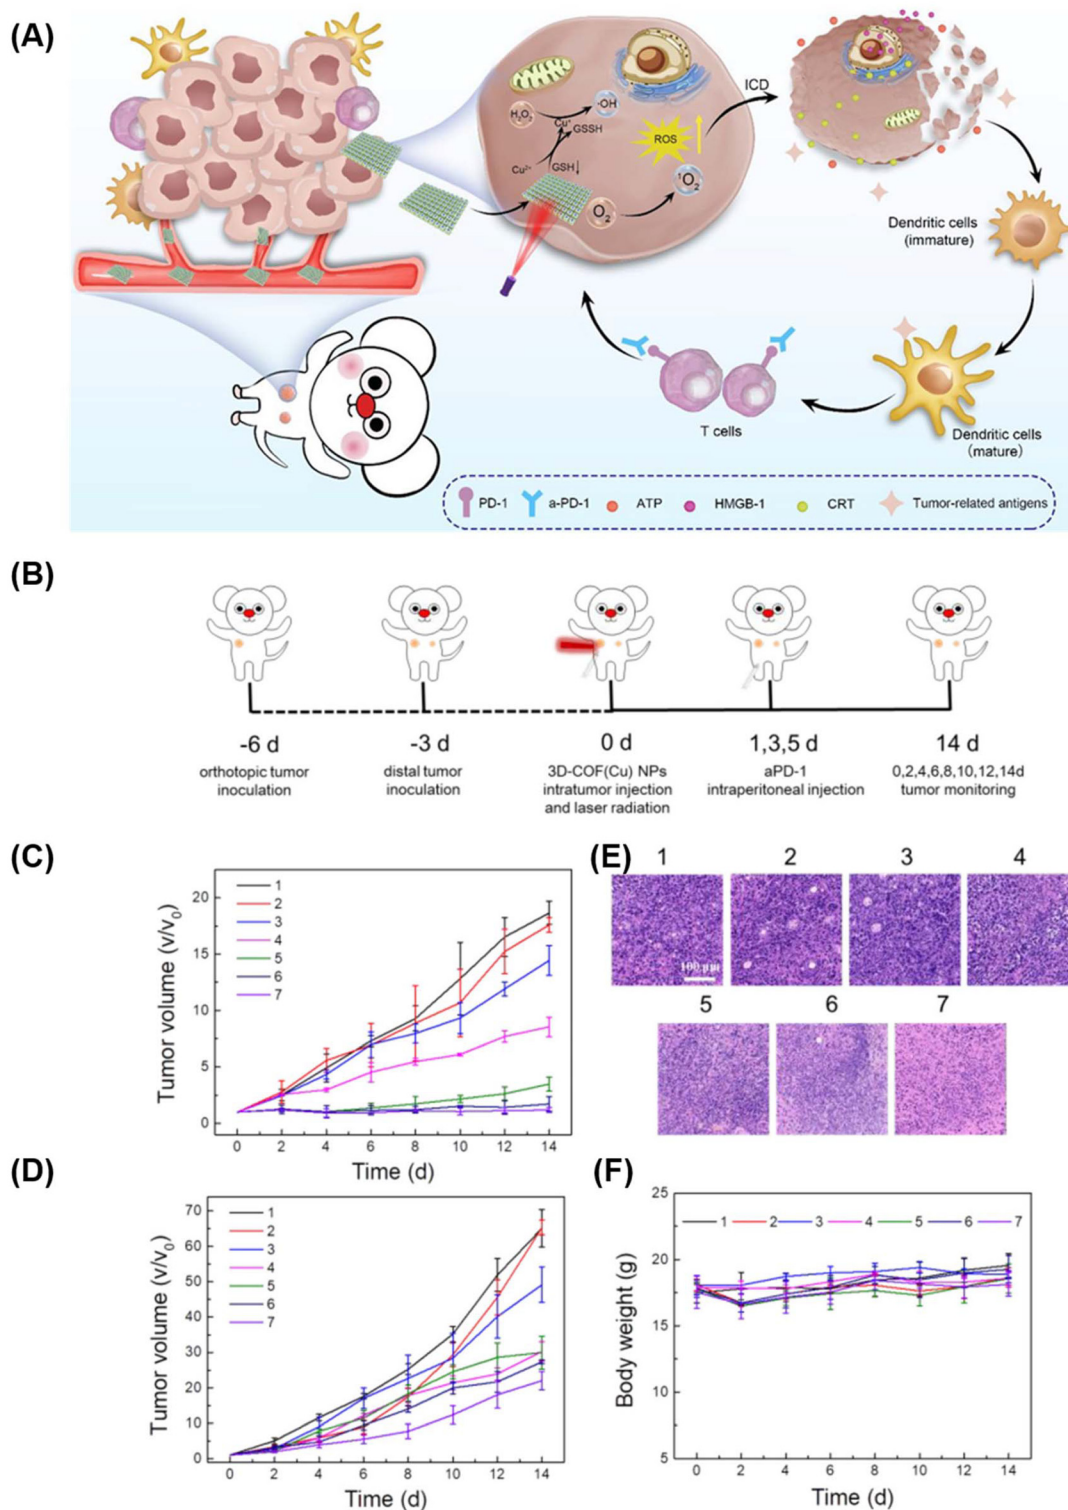 (A)
H₂O₂
·OH
Cu⁺
GSSH
Cu²⁺
GSH↓
ROS
ICD
O₂
¹O₂
Dendritic cells
(immature)
T cells
Dendritic cells
(mature)
PD-1
a-PD-1
ATP
HMGB-1
CRT
Tumor-related antigens
(B)
-6 d
-3 d
0 d
1,3,5 d
14 d
orthotopic tumor
inoculation
distal tumor
inoculation
3D-COF(Cu) NPs
intratumor injection
and laser radiation
aPD-1
intraperitoneal injection
0,2,4,6,8,10,12,14d
tumor monitoring
(C)
Tumor volume (v/v₀)
20
15
10
5
0
1
2
3
4
5
6
7
0 2 4 6 8 10 12 14
Time (d)
(E)
1 2 3 4
100 μm
5 6 7
(D)
Tumor volume (v/v₀)
70
60
50
40
30
20
10
0
1
2
3
4
5
6
7
0 2 4 6 8 10 12 14
Time (d)
(F)
Body weight (g)
25
20
15
10
5
1 2 3 4 5 6 7
0 2 4 6 8 10 12 14
Time (d)